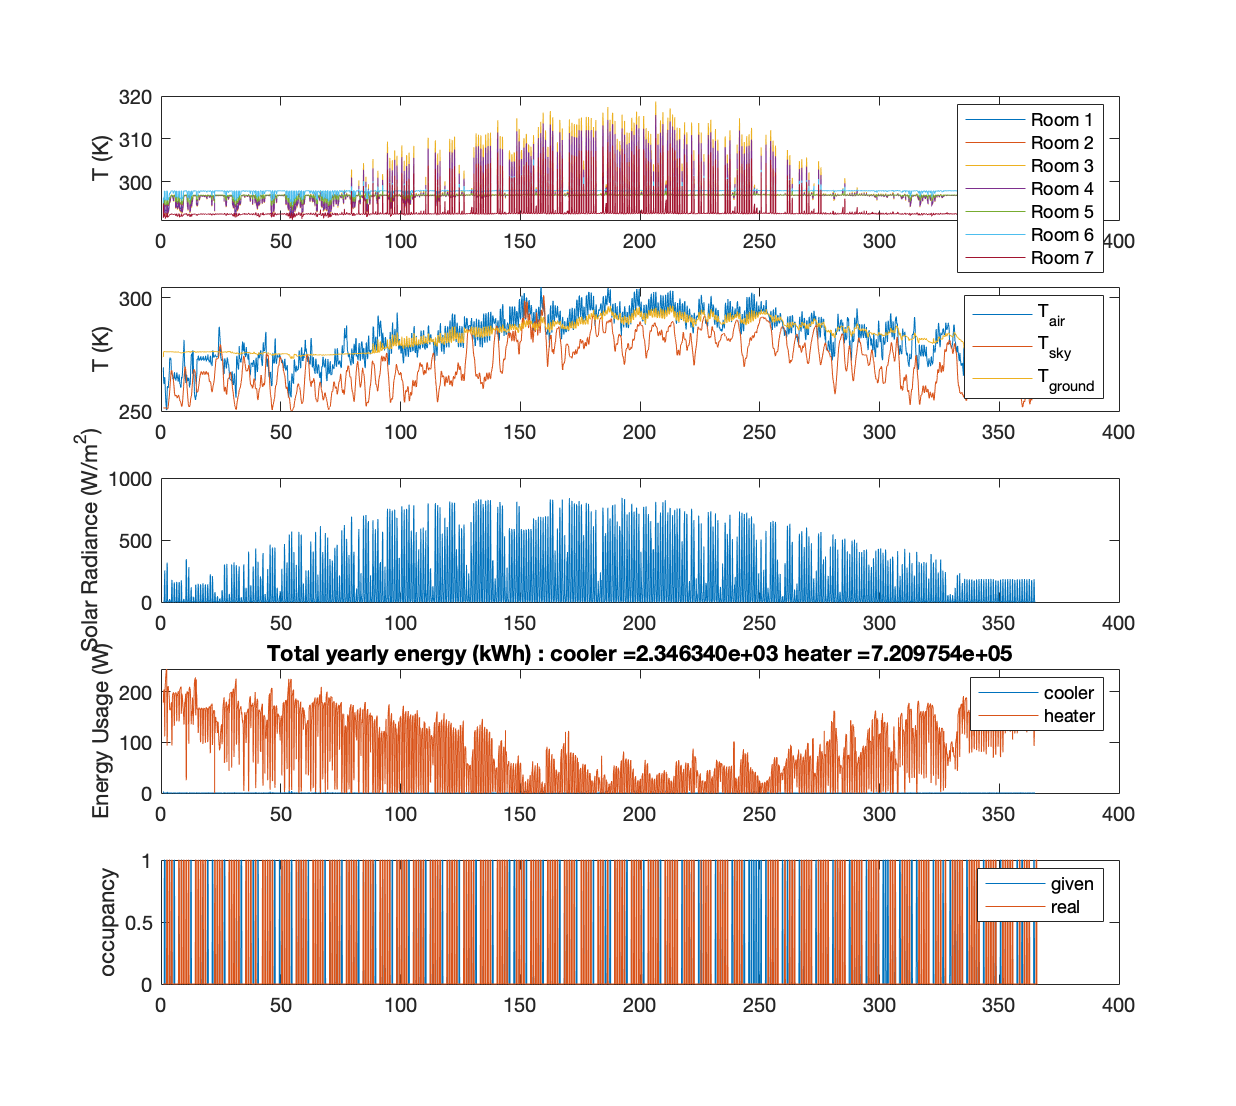 320
310
300
T (K)
0 50 100 150 200 250 300 400
Room 1
Room 2
Room 3
Room 4
Room 5
Room 6
Room 7
300
250
T (K)
0 50 100 150 200 250 300 350 400
T_air
T_sky
T_ground
1000
500
0
Solar Radiance (W/m^2)
0 50 100 150 200 250 300 350 400
Total yearly energy (kWh) : cooler =2.346340e+03 heater =7.209754e+05
200
100
0
Energy Usage (W)
0 50 100 150 200 250 300 350 400
cooler
heater
1
0.5
0
occupancy
0 50 100 150 200 250 300 350 400
given
real